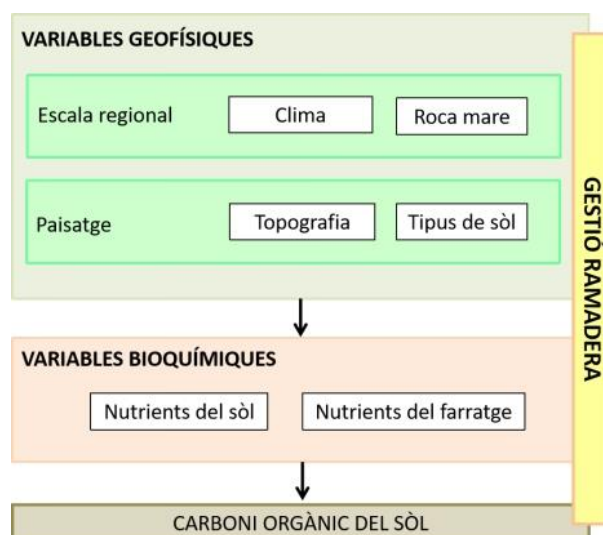 VARIABLES GEOFÍSIQUES
Escala regional
Clima
Roca mare
Paisatge
Topografia
Tipus de sòl
GESTIÓ RAMADERA
VARIABLES BIOQUÍMIQUES
Nutrients del sòl
Nutrients del farratge
CARBONI ORGÀNIC DEL SÒL